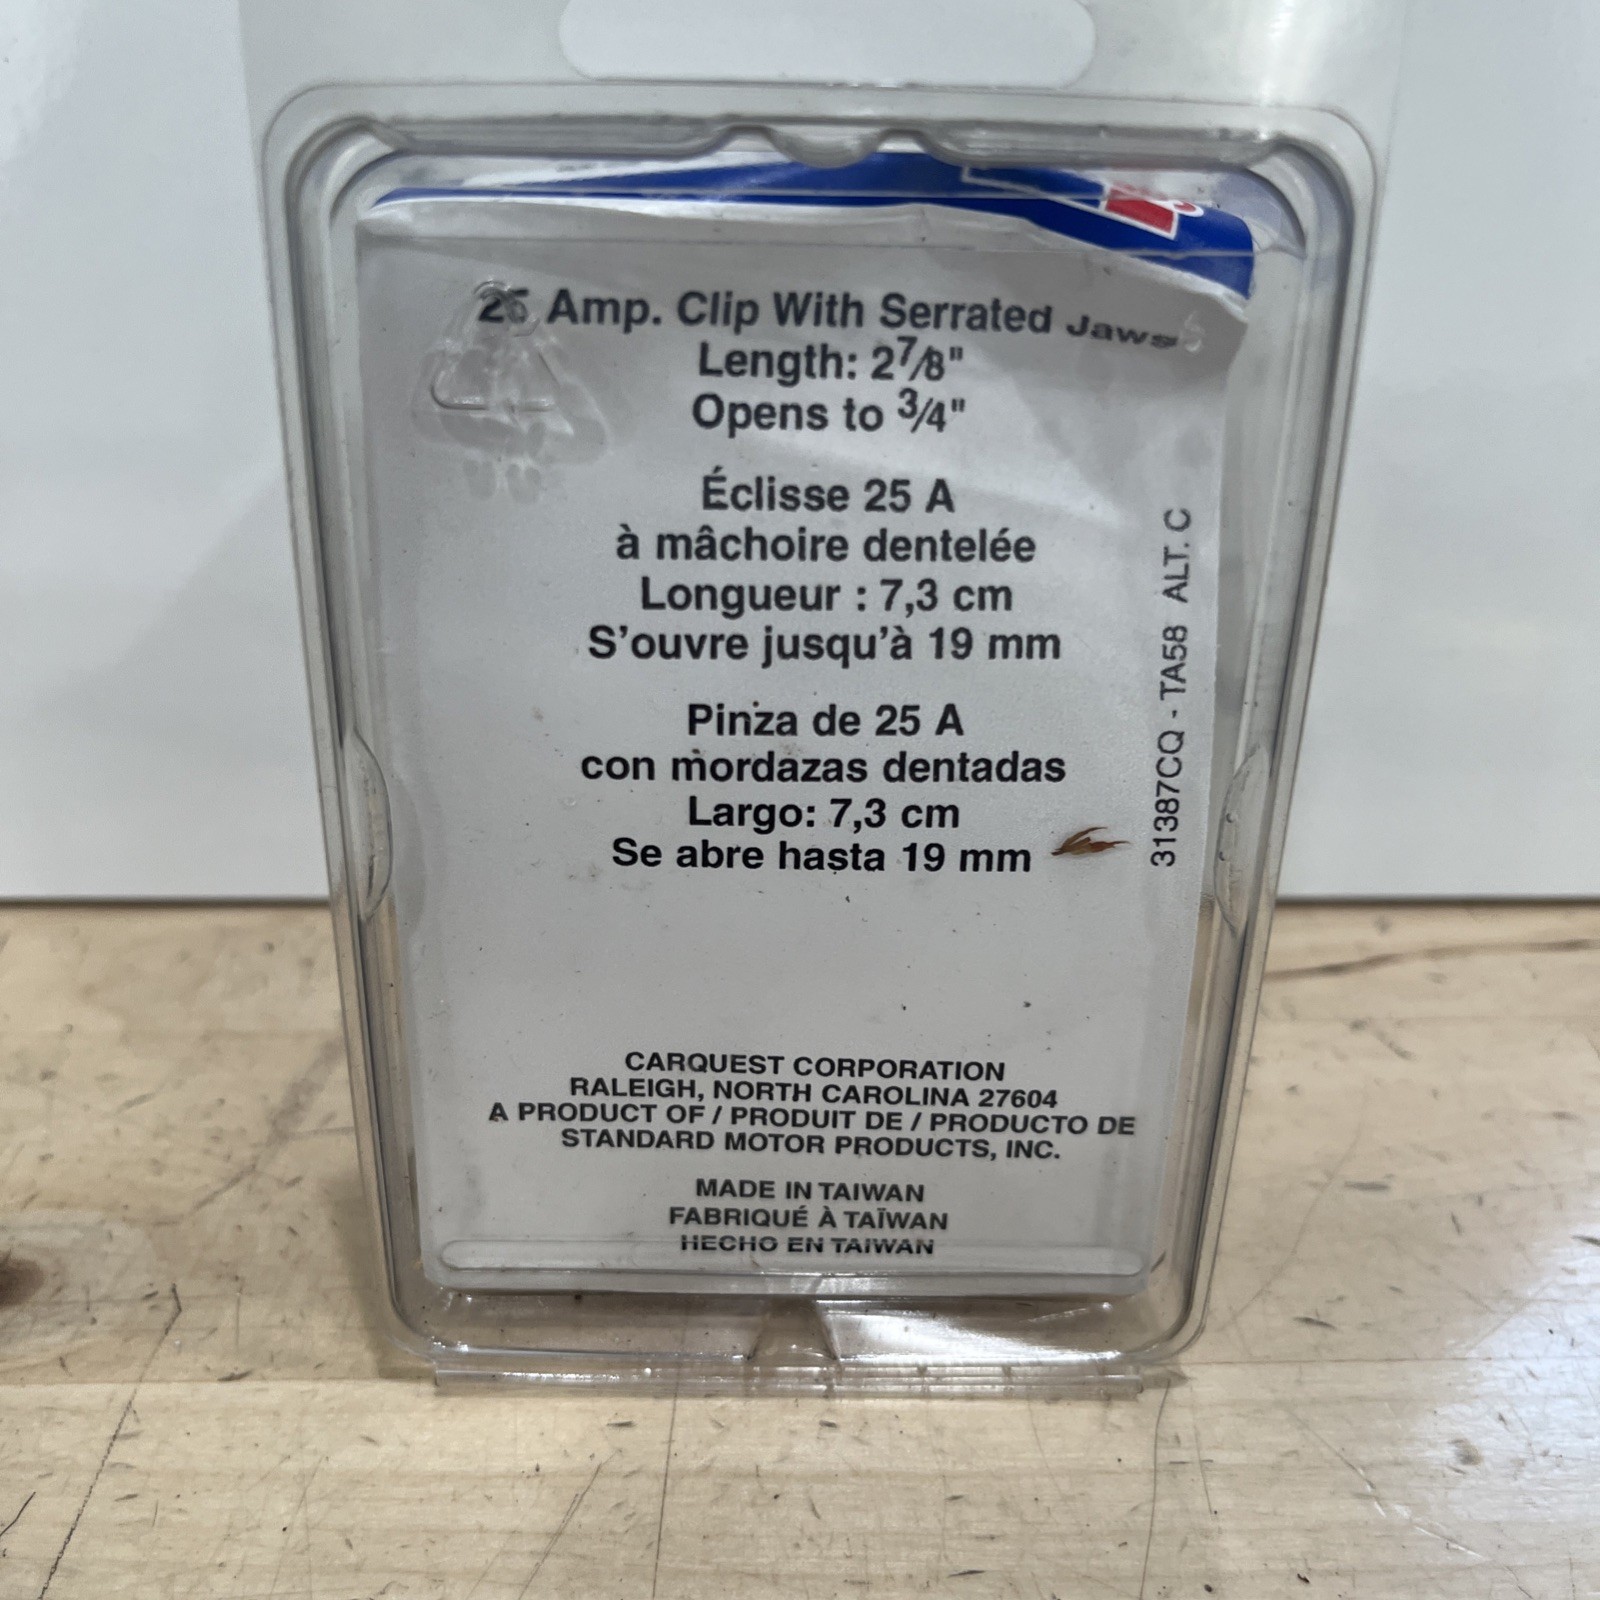 25 Amp. Clip With Serrated Jaws
Length: 2 7/8"
Opens to 3/4"
Éclisse 25 A
à mâchoire dentelée
Longueur : 7,3 cm
S'ouvre jusqu'à 19 mm
Pinza de 25 A
con mordazas dentadas
Largo: 7,3 cm
Se abre hasta 19 mm
31387CQ - TA58 ALT. C
CARQUEST CORPORATION
RALEIGH, NORTH CAROLINA 27604
A PRODUCT OF / PRODUIT DE / PRODUCTO DE
STANDARD MOTOR PRODUCTS, INC.
MADE IN TAIWAN
FABRIQUÉ À TAÏWAN
HECHO EN TAIWAN